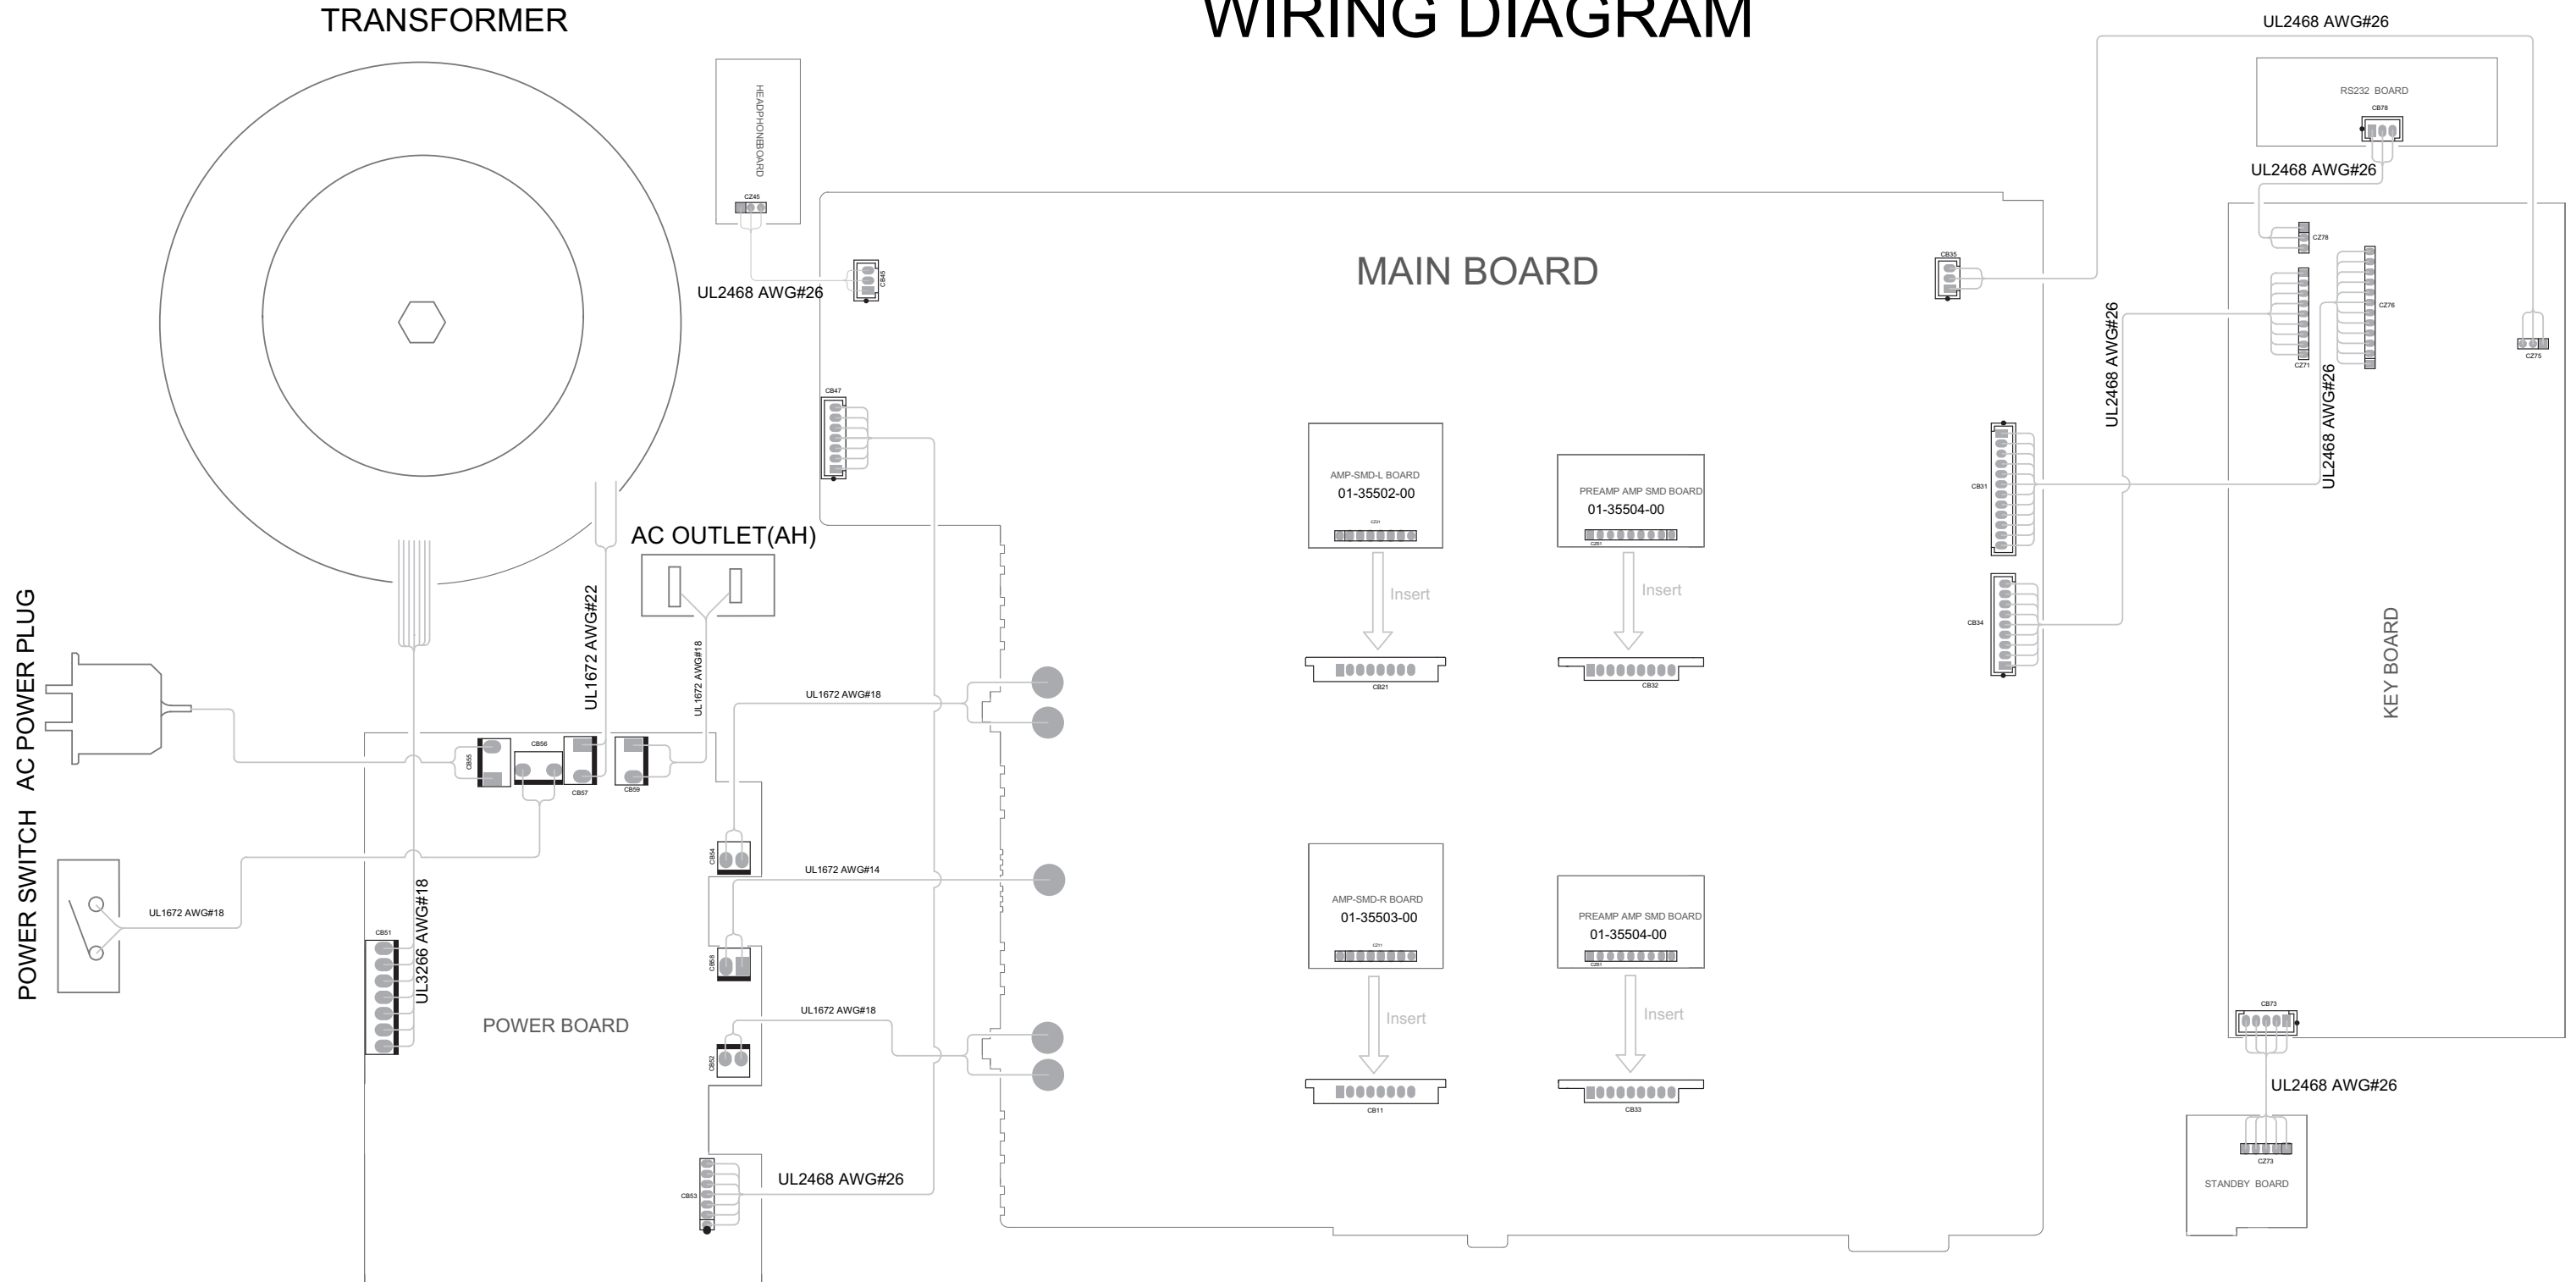 TRANSFORMER
WIRING DIAGRAM
UL2468 AWG#26
HEADPHONEBOARD
CZ45
RS232 BOARD
CB78
UL2468 AWG#26
UL2468 AWG#26
CB45
MAIN BOARD
CB35
CZ78
CZ76
CZ71
CZ75
UL2468 AWG#26
UL2468 AWG#26
CB47
AMP-SMD-L BOARD
01-35502-00
CZ21
PREAMP AMP SMD BOARD
01-35504-00
CZ81
CB31
AC OUTLET(AH)
Insert
Insert
UL1672 AWG#22
UL1672 AWG#18
CB34
KEY BOARD
AC POWER PLUG
CB21
CB32
UL1672 AWG#18
CB55
CB56
CB57
CB59
POWER SWITCH
UL1672 AWG#18
CB54
UL1672 AWG#14
UL3266 AWG#18
CB51
CB58
AMP-SMD-R BOARD
01-35503-00
CZ11
PREAMP AMP SMD BOARD
01-35504-00
CZ81
POWER BOARD
UL1672 AWG#18
CB52
Insert
Insert
CB73
CB11
CB33
UL2468 AWG#26
CB53
UL2468 AWG#26
CZ73
STANDBY BOARD